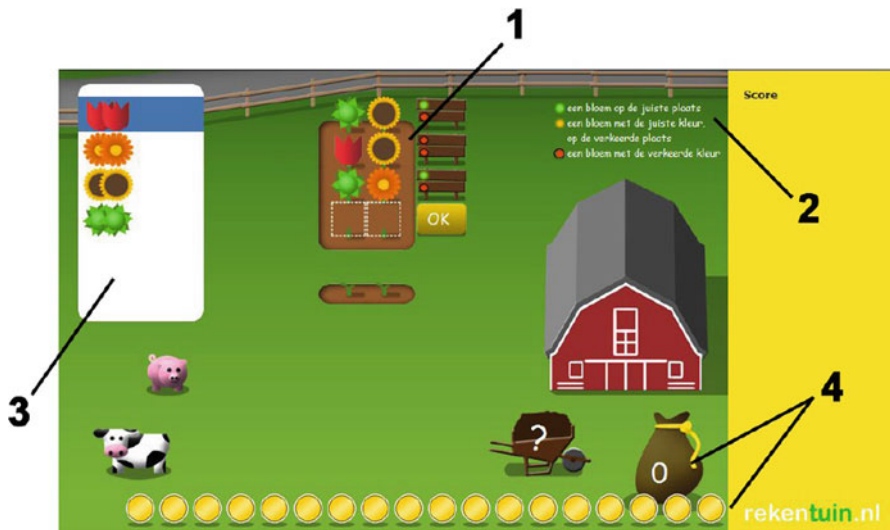 1
Score
een bloem op de juiste plaats
een bloem met de juiste kleur,
op de verkeerde plaats
een bloem met de verkeerde kleur
2
OK
3
?
0
4
rekentuin.nl